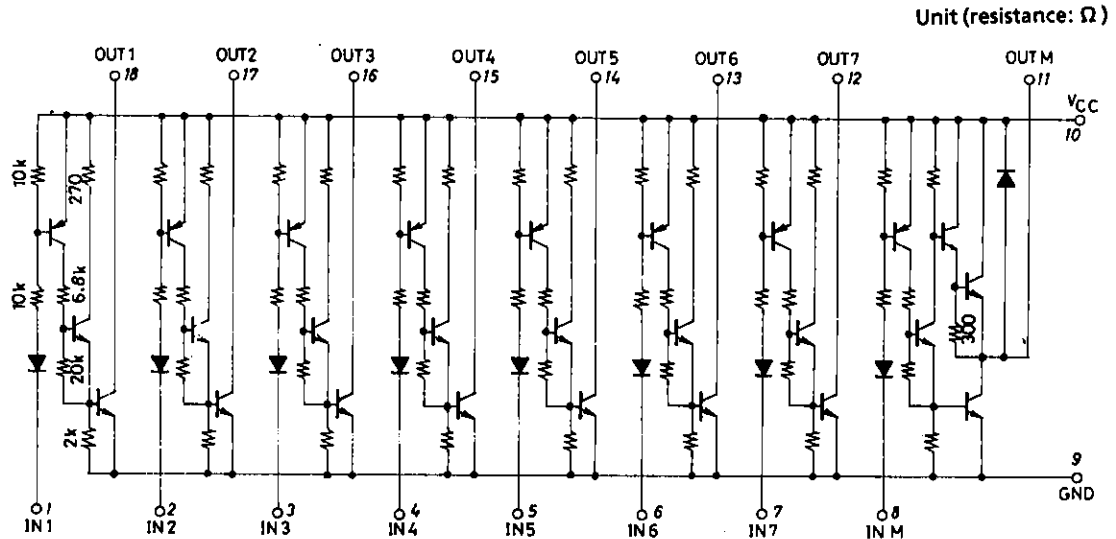 Unit (resistance: Ω)
OUT1 OUT2 OUT3 OUT4 OUT5 OUT6 OUT7 OUT M
18 17 16 15 14 13 12 11
VCC
10
10k
270
10k
6.8k
20k
2k
300
9
GND
1 2 3 4 5 6 7 8
IN1 IN2 IN3 IN4 IN5 IN6 IN7 IN M